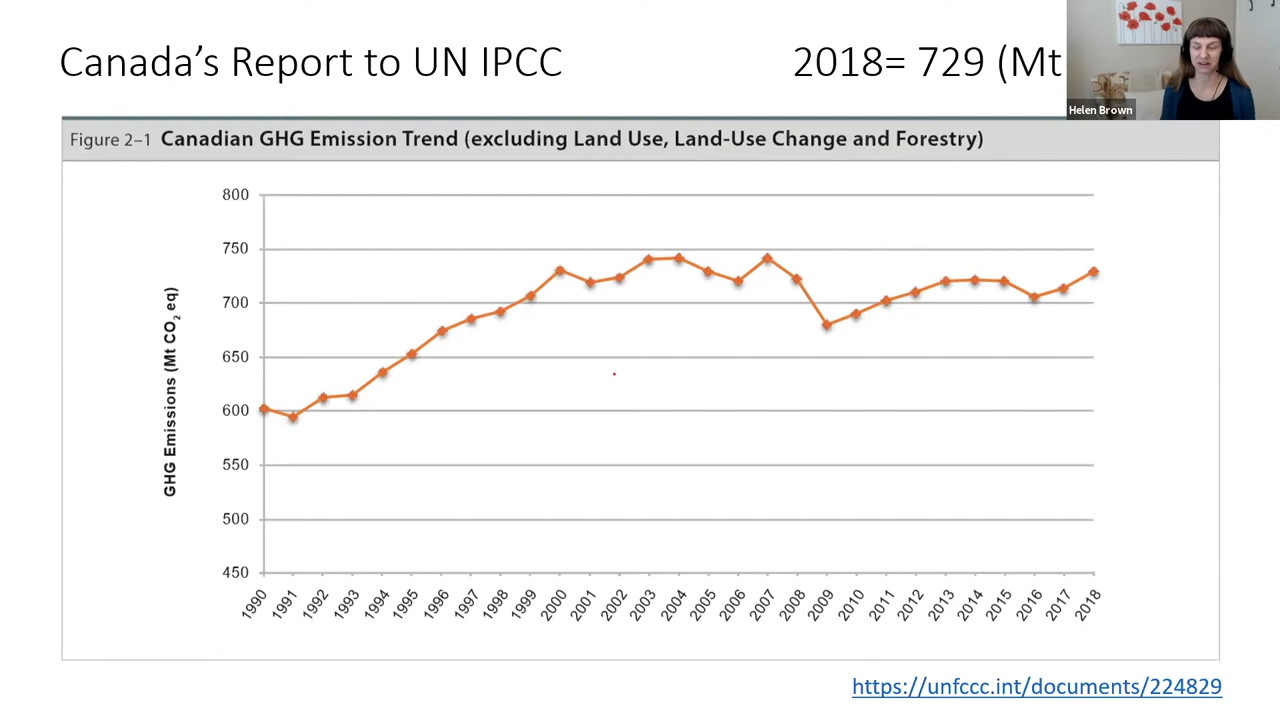 Canada's Report to UN IPCC
2018= 729 (Mt
Helen Brown
Figure 2–1 Canadian GHG Emission Trend (excluding Land Use, Land-Use Change and Forestry)
GHG Emissions (Mt CO₂ eq)
800
750
700
650
600
550
500
450
1990 1991 1992 1993 1994 1995 1996 1997 1998 1999 2000 2001 2002 2003 2004 2005 2006 2007 2008 2009 2010 2011 2012 2013 2014 2015 2016 2017 2018
https://unfccc.int/documents/224829